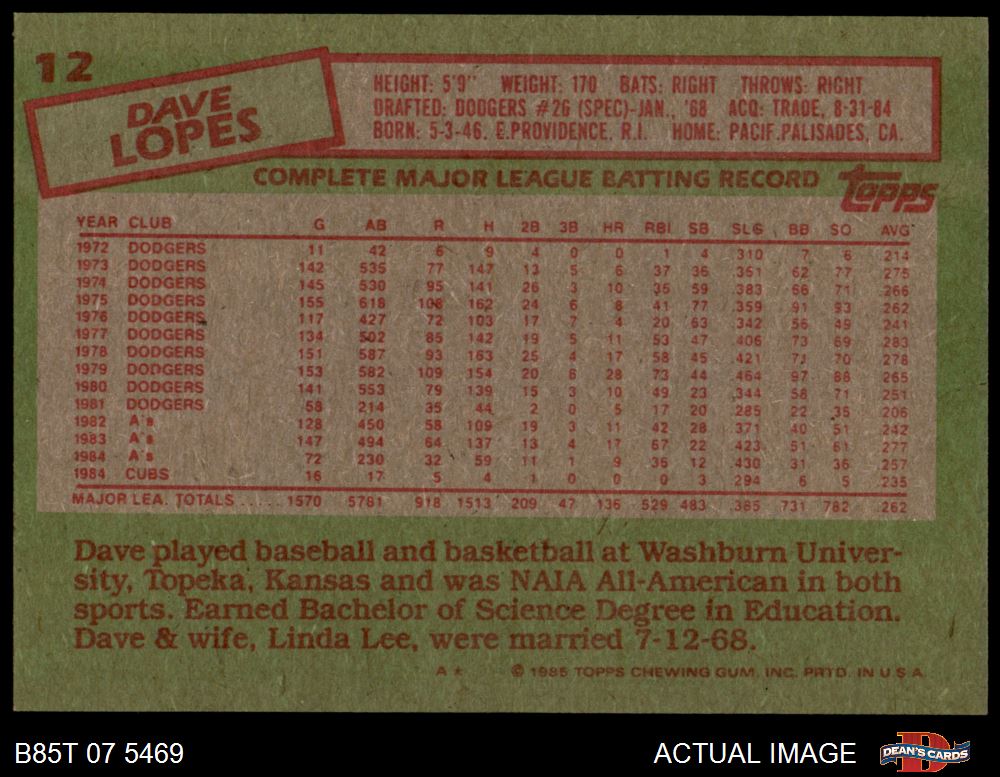 12
DAVE
LOPES
HEIGHT: 5'9" WEIGHT: 170 BATS: RIGHT THROWS: RIGHT
DRAFTED: DODGERS #26 (SPEC)-JAN., '68 ACQ: TRADE, 8-31-84
BORN: 5-3-46, E.PROVIDENCE, R.I. HOME: PACIF.PALISADES, CA.
COMPLETE MAJOR LEAGUE BATTING RECORD
topps
YEAR CLUB G AB R H 2B 3B HR RBI SB SLG BB SO AVG
1972 DODGERS 11 42 6 9 4 0 0 1 4 .310 7 6 .214
1973 DODGERS 142 535 77 147 13 5 6 37 36 .351 62 77 .275
1974 DODGERS 145 530 95 141 26 3 10 35 59 .383 66 71 .266
1975 DODGERS 155 618 108 162 24 6 8 41 77 .359 91 93 .262
1976 DODGERS 117 427 72 103 17 7 4 20 63 .342 56 49 .241
1977 DODGERS 134 502 85 142 19 5 11 53 47 .406 73 69 .283
1978 DODGERS 151 587 93 163 25 4 17 58 45 .421 71 70 .278
1979 DODGERS 153 582 109 154 20 6 28 73 44 .464 97 88 .265
1980 DODGERS 141 553 79 139 15 3 10 49 23 .344 58 71 .251
1981 DODGERS 58 214 35 44 2 0 5 17 20 .285 22 35 .206
1982 A's 128 450 58 109 19 3 11 42 28 .371 40 51 .242
1983 A's 147 494 64 137 13 4 17 67 22 .423 51 61 .277
1984 A's 72 230 32 59 11 1 9 36 12 .430 31 36 .257
1984 CUBS 16 17 5 4 1 0 0 0 3 .294 6 5 .235
MAJOR LEA. TOTALS ..... 1570 5781 918 1513 209 47 136 529 483 .385 731 782 .262
Dave played baseball and basketball at Washburn Univer-
sity, Topeka, Kansas and was NAIA All-American in both
sports. Earned Bachelor of Science Degree in Education.
Dave & wife, Linda Lee, were married 7-12-68.
A* © 1985 TOPPS CHEWING GUM, INC. PRTD. IN U.S.A.
B85T 07 5469
ACTUAL IMAGE
DEAN'S CARDS